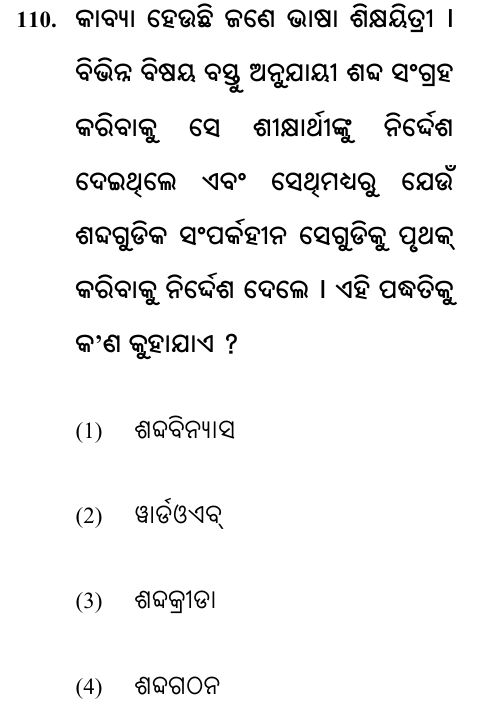 110. କାବ୍ୟା ହେଉଛି ଜଣେ ଭାଷା ଶିକ୍ଷୟିତ୍ରୀ ।
ବିଭିନ୍ନ ବିଷୟ ବସ୍ତୁ ଅନୁଯାୟୀ ଶବ୍ଦ ସଂଗ୍ରହ
କରିବାକୁ ସେ ଶୀକ୍ଷାର୍ଥୀଙ୍କୁ ନିର୍ଦ୍ଦେଶ
ଦେଇଥିଲେ ଏବଂ ସେଥିମଧ୍ୟରୁ ଯେଉଁ
ଶବ୍ଦଗୁଡିକ ସଂପର୍କହୀନ ସେଗୁଡିକୁ ପୃଥକ୍
କରିବାକୁ ନିର୍ଦ୍ଦେଶ ଦେଲେ । ଏହି ପଦ୍ଧତିକୁ
କ’ଣ କୁହାଯାଏ ?
(1) ଶବ୍ଦବିନ୍ୟାସ
(2) ୱାର୍ଡଓଏବ୍
(3) ଶବ୍ଦକ୍ରୀଡା
(4) ଶବ୍ଦଗଠନ